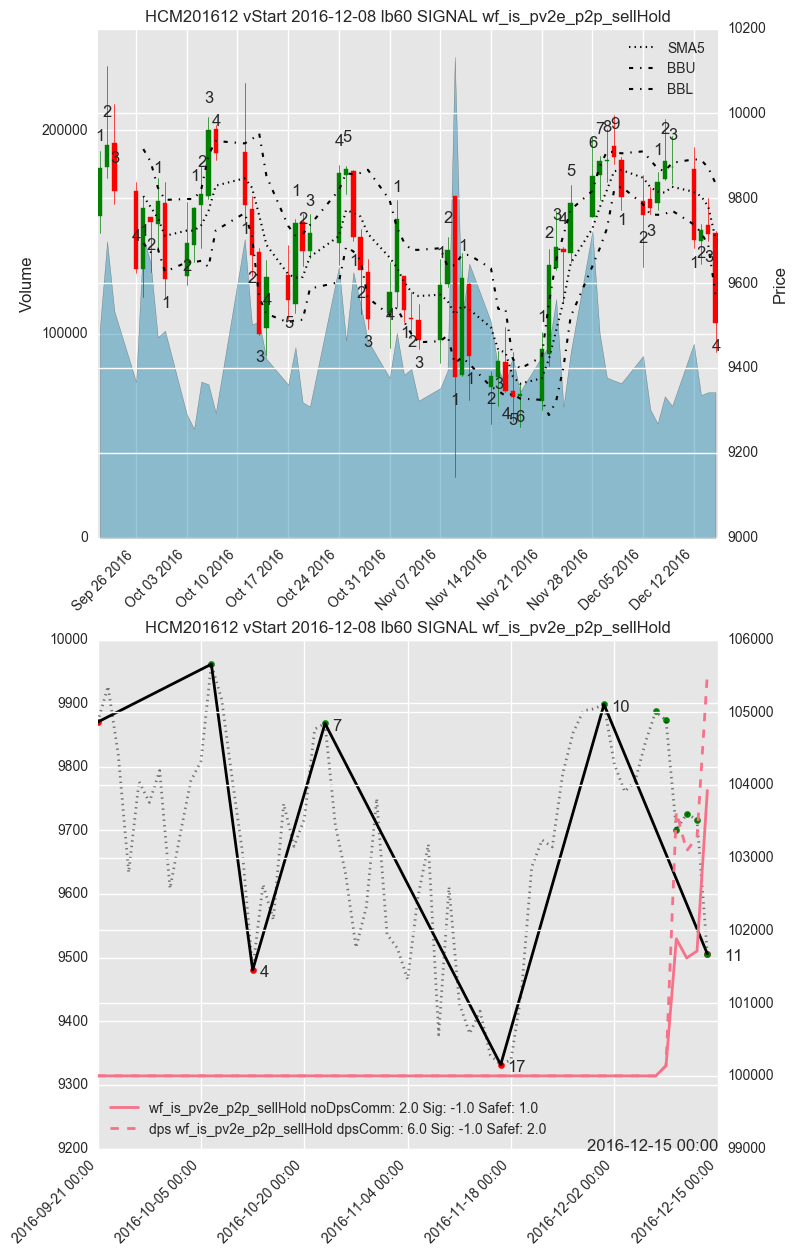 HCM201612 vStart 2016-12-08 lb60 SIGNAL wf_is_pv2e_p2p_sellHold
SMA5
BBU
BBL
Volume
200000
100000
0
Price
10200
10000
9800
9600
9400
9200
9000
Sep 26 2016
Oct 03 2016
Oct 10 2016
Oct 17 2016
Oct 24 2016
Oct 31 2016
Nov 07 2016
Nov 14 2016
Nov 21 2016
Nov 28 2016
Dec 05 2016
Dec 12 2016
HCM201612 vStart 2016-12-08 lb60 SIGNAL wf_is_pv2e_p2p_sellHold
10000
9900
9800
9700
9600
9500
9400
9300
9200
106000
105000
104000
103000
102000
101000
100000
99000
4
7
17
10
11
wf_is_pv2e_p2p_sellHold noDpsComm: 2.0 Sig: -1.0 Safef: 1.0
dps wf_is_pv2e_p2p_sellHold dpsComm: 6.0 Sig: -1.0 Safef: 2.0
2016-12-15 00:00
2016-09-21 00:00
2016-10-05 00:00
2016-10-20 00:00
2016-11-04 00:00
2016-11-18 00:00
2016-12-02 00:00
2016-12-15 00:00